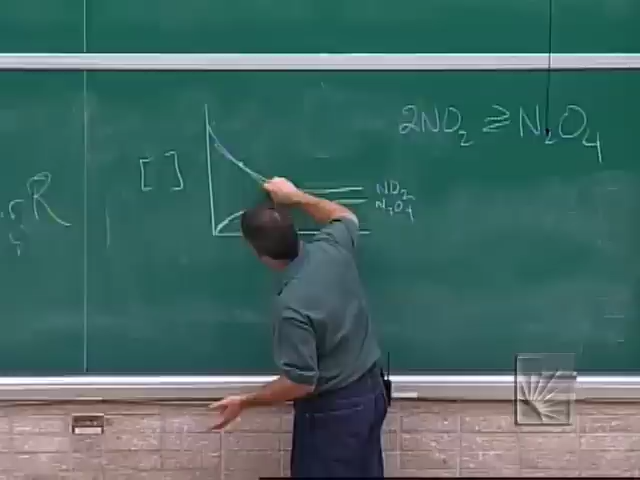 2NO₂ ⇌ N₂O₄
[ ]
NO₂
N₂O₄
R